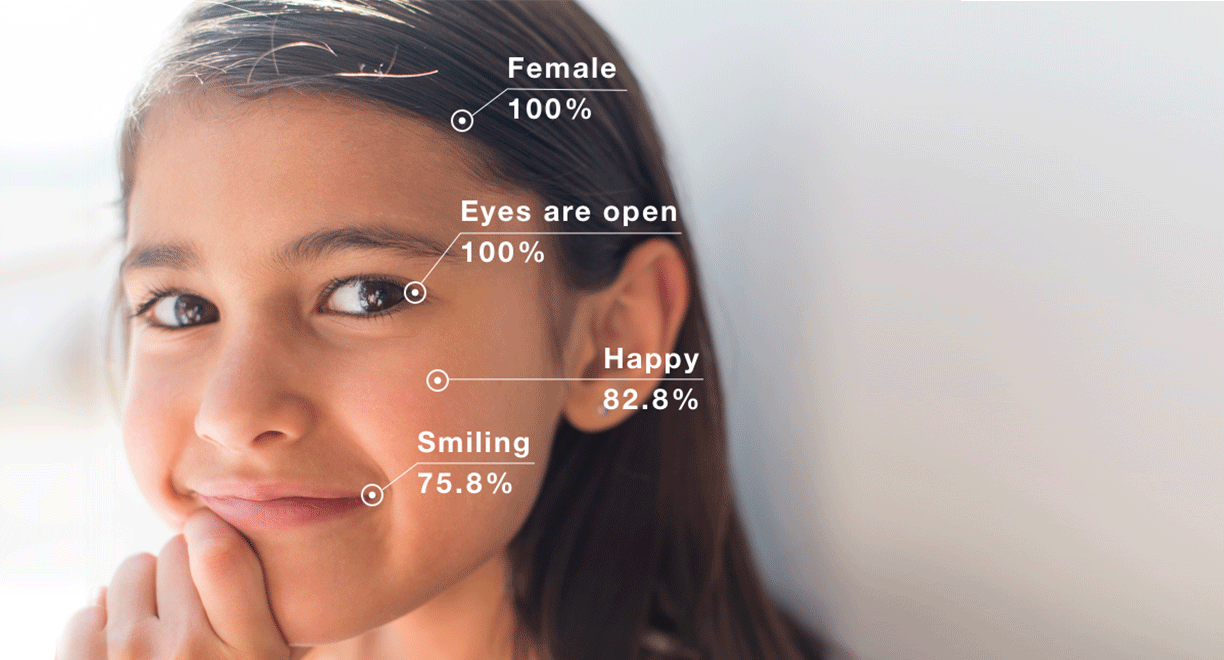 Female
100%
Eyes are open
100%
Happy
82.8%
Smiling
75.8%